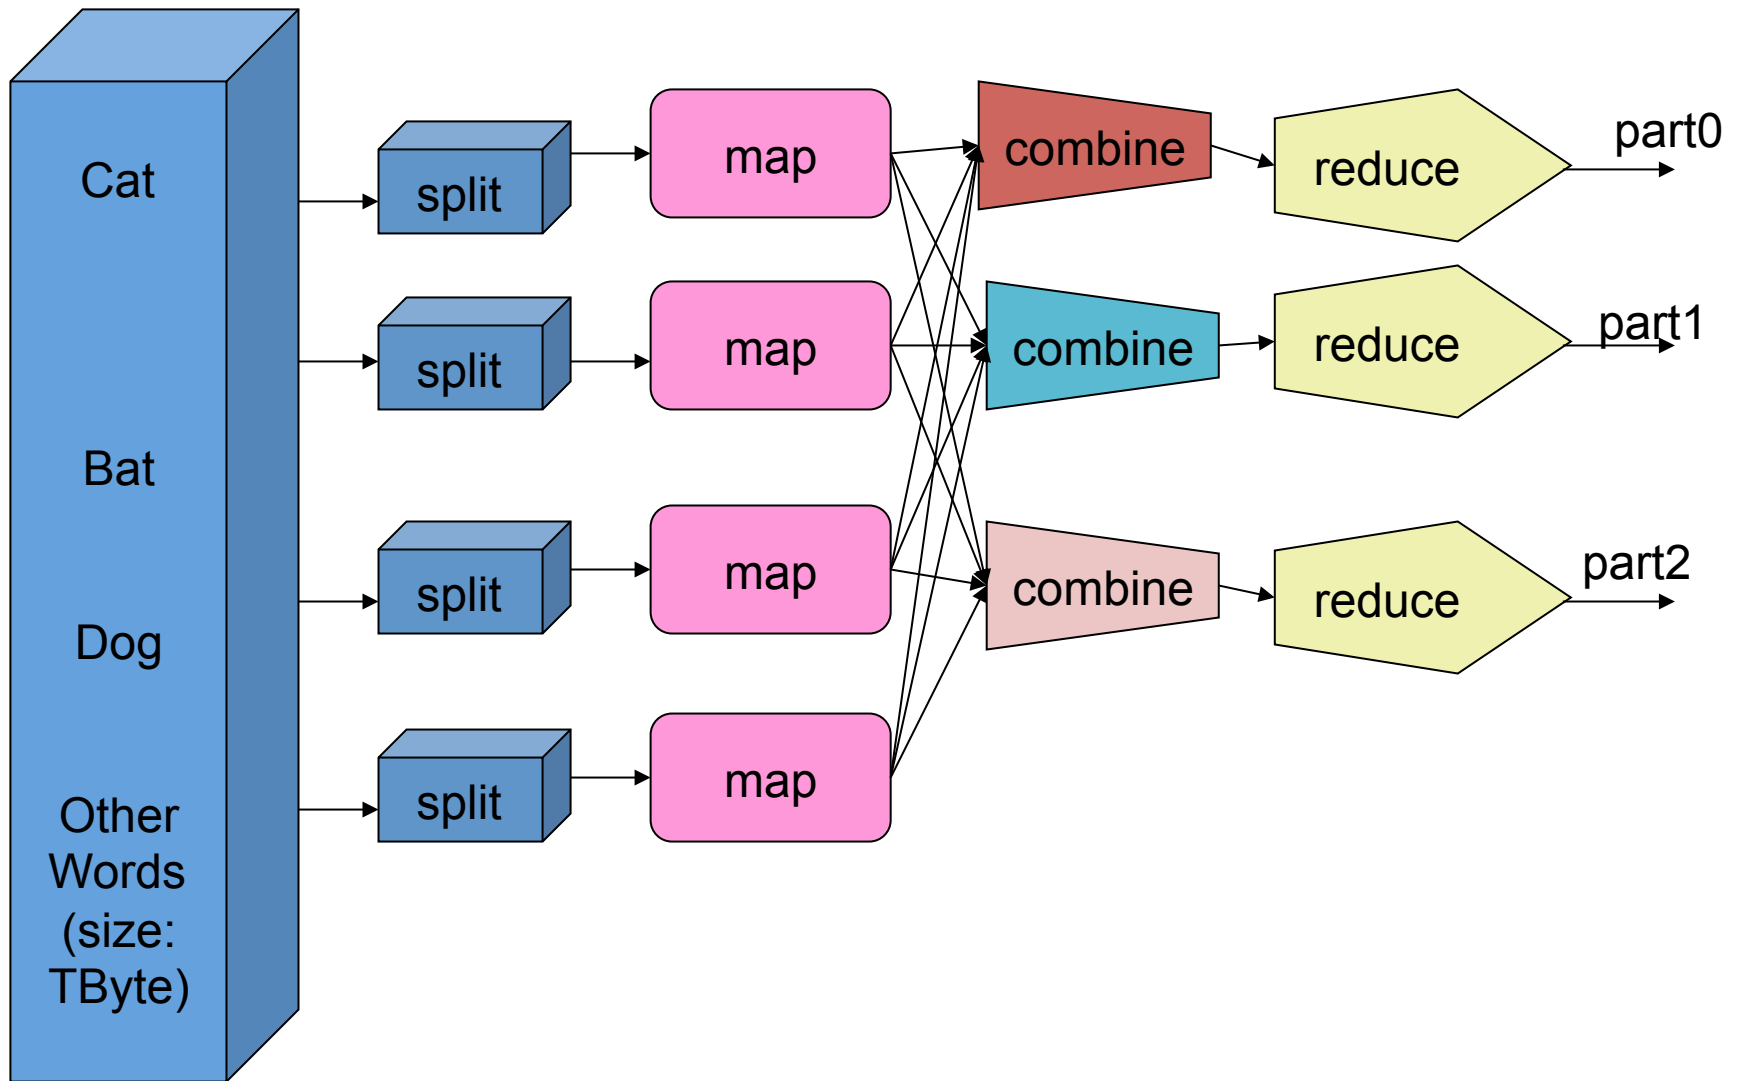 Cat
Bat
Dog
Other
Words
(size:
TByte)
split
split
split
split
map
map
map
map
combine
combine
combine
reduce
reduce
reduce
part0
part1
part2